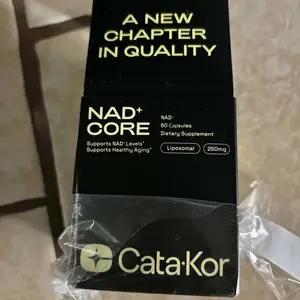 A NEW
CHAPTER
IN QUALITY
NAD+
CORE
Supports NAD+ Levels*
Supports Healthy Aging*
NAD+
60 Capsules
Dietary Supplement
Liposomal
250mg
Cata-Kor